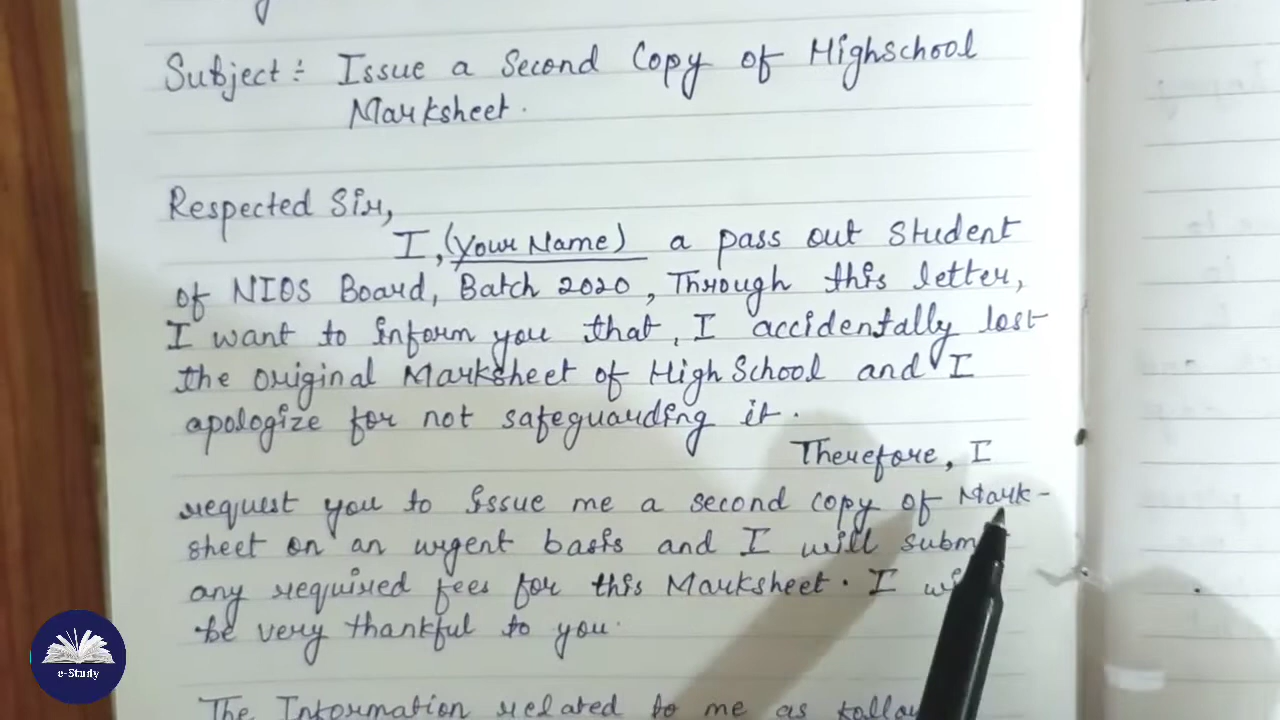 Subject :- Issue a Second Copy of Highschool
Marksheet.
Respected Sir,
I, (Your Name) a pass out Student
of NIOS Board, Batch 2020, Through this letter,
I want to inform you that, I accidentally lost
the original Marksheet of High School and I
apologize for not safeguarding it.
Therefore, I
request you to issue me a second copy of Mark-
sheet on an urgent basis and I will subm
any required fees for this Marksheet. I wi
be very thankful to you.
The Information related to me as follow
e-Study